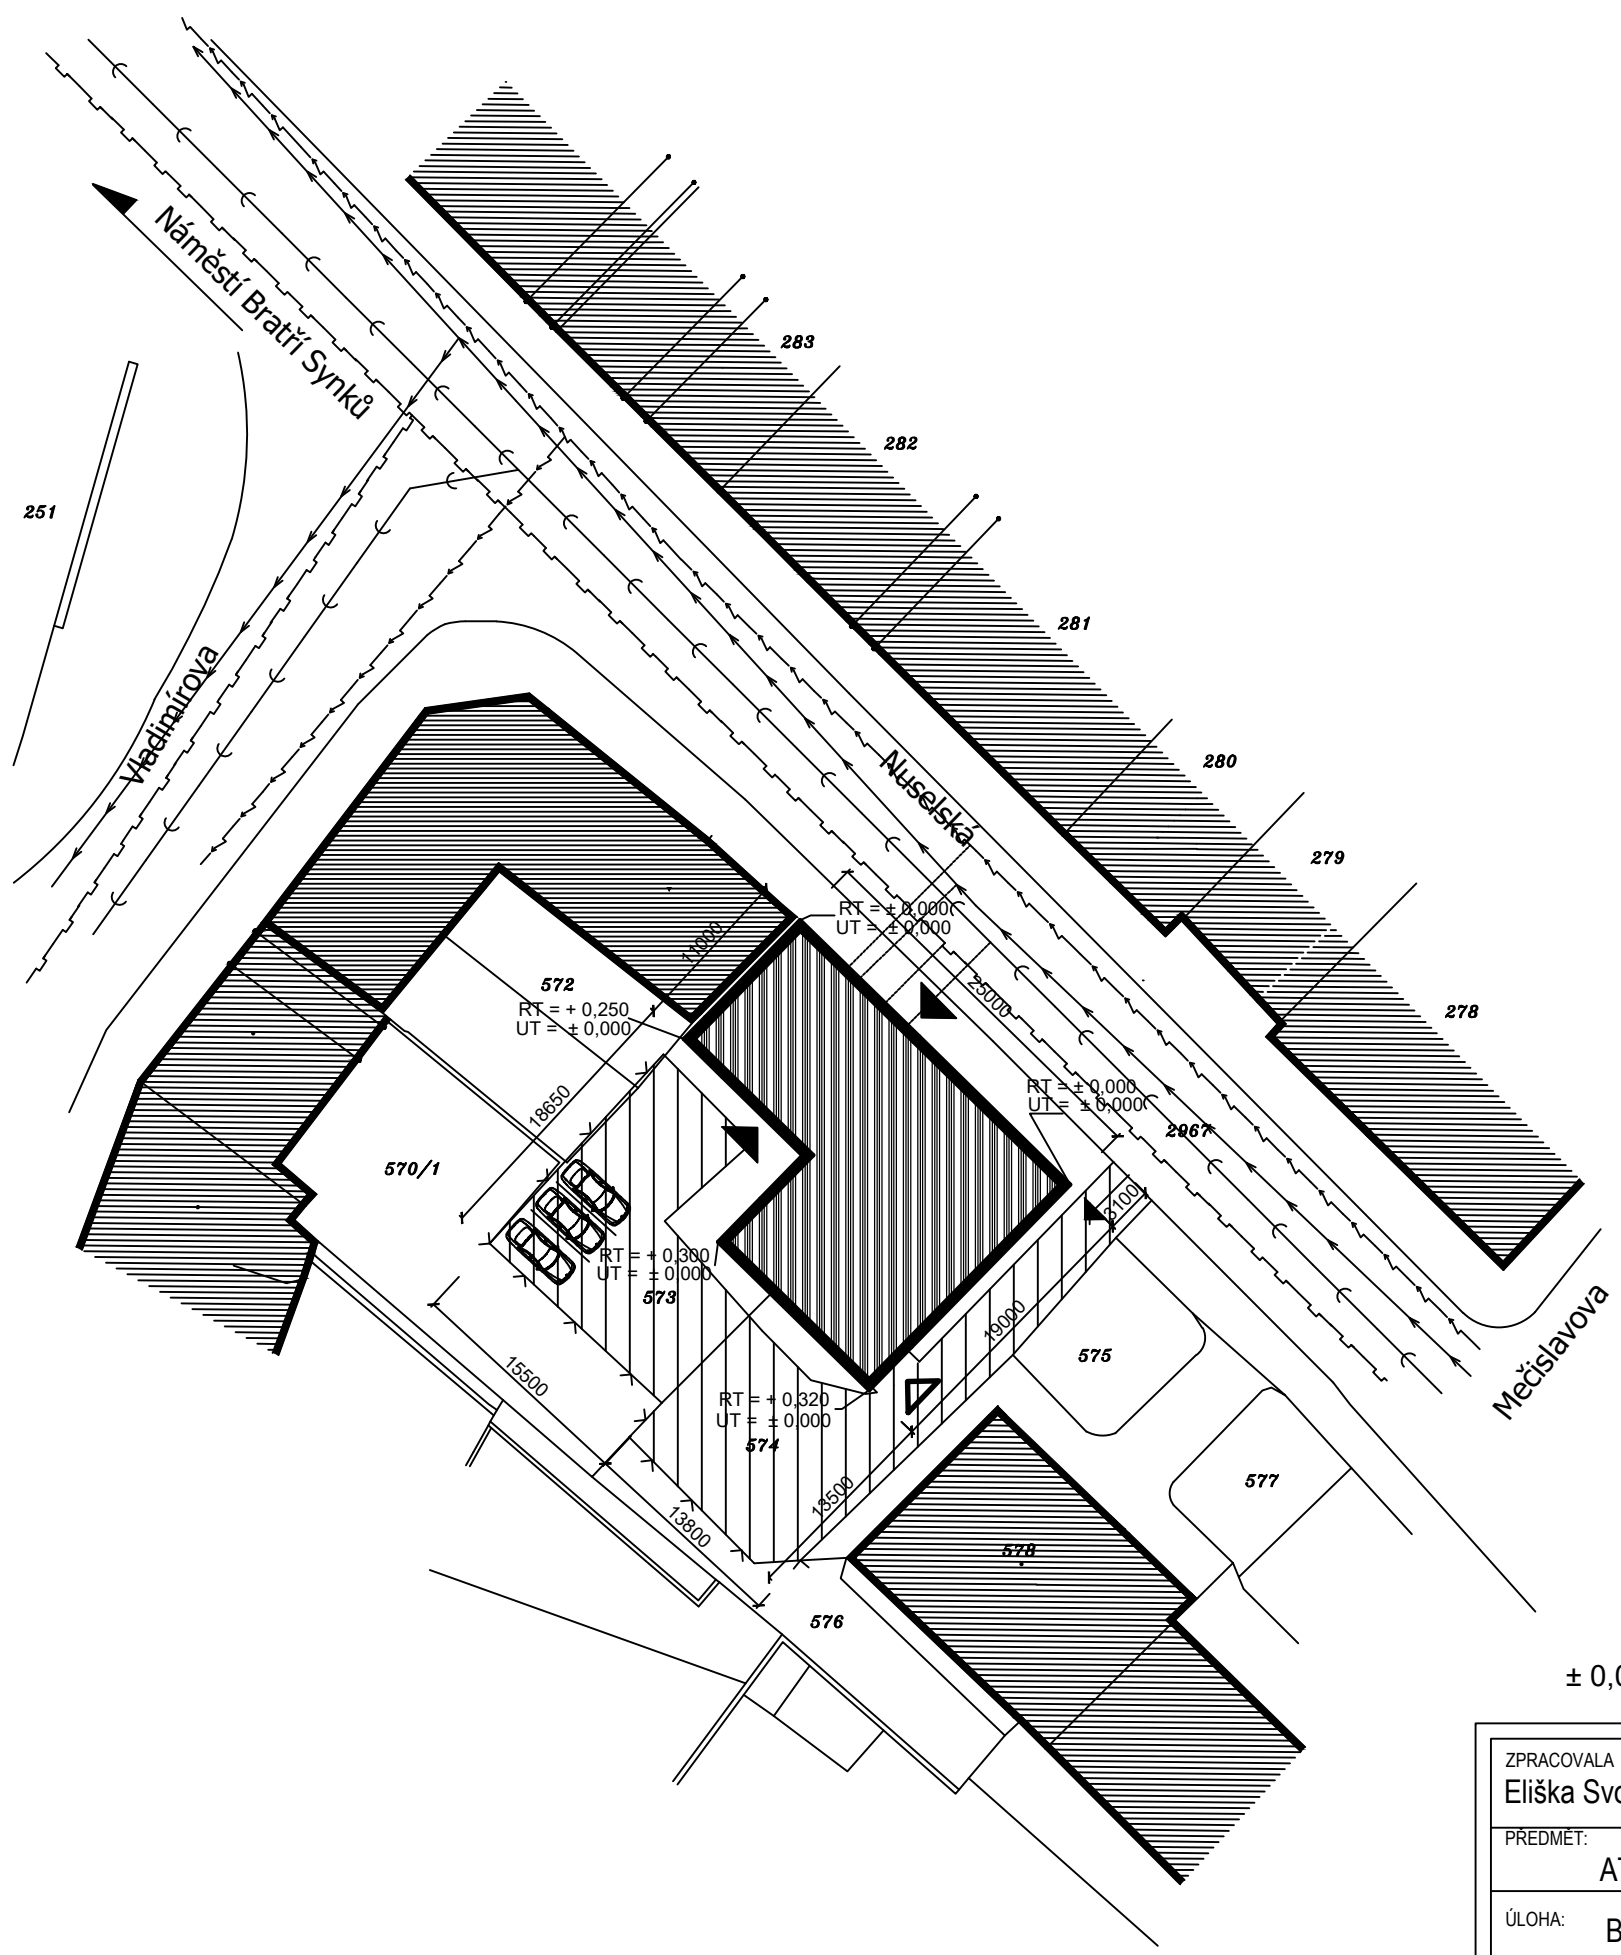 Náměstí Bratří Synků
283
282
251
281
Vladimírova
280
Nuselská
279
RT = ± 0,000
UT = ± 0,000
11000
572
RT = + 0,250
UT = ± 0,000
25000
278
RT = ± 0,000
UT = ± 0,000
18650
2967
570/1
3100
RT = + 0,300
UT = ± 0,000
573
19000
Mečislavova
575
15500
RT = + 0,320
UT = ± 0,000
574
577
13500
13800
578
576
ZPRACOVALA
Eliška
PŘEDMĚT:
ÚLOHA: